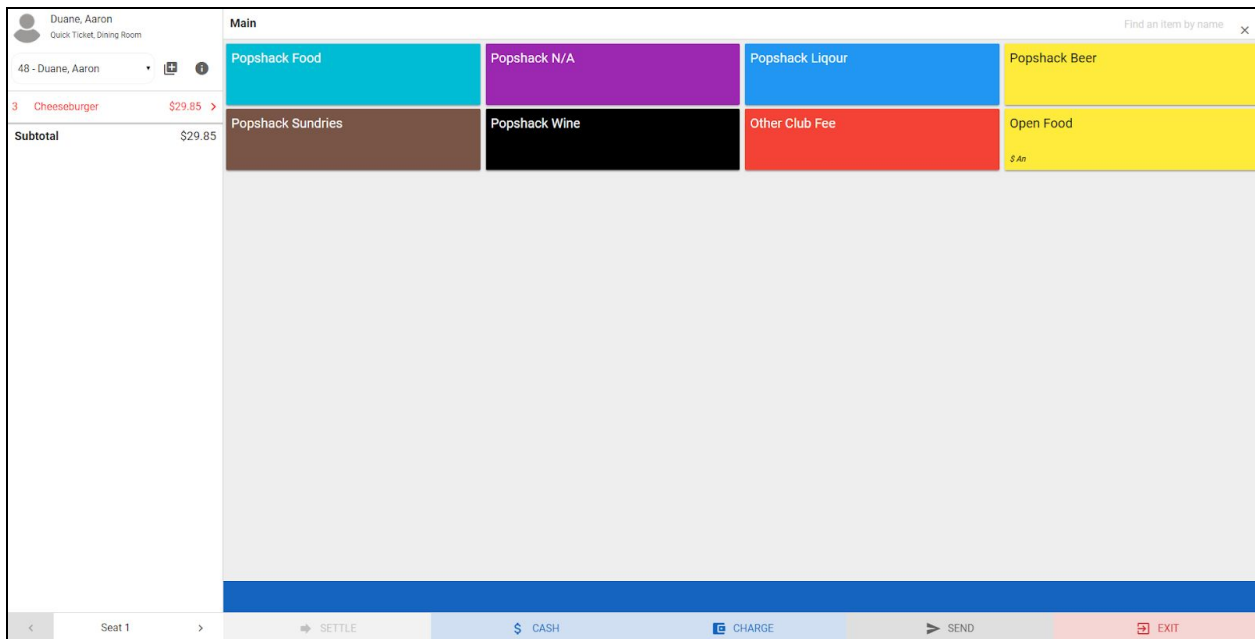 Duane, Aaron
Quick Ticket, Dining Room
48 - Duane, Aaron
3 Cheeseburger $29.85
Subtotal $29.85
Main
Find an item by name
Popshack Food
Popshack N/A
Popshack Liqour
Popshack Beer
Popshack Sundries
Popshack Wine
Other Club Fee
Open Food
$ An
Seat 1
SETTLE
$ CASH
CHARGE
SEND
EXIT